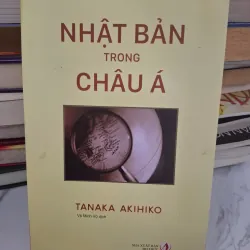 NHẬT BẢN
TRONG
CHÂU Á
TANAKA AKIHIKO